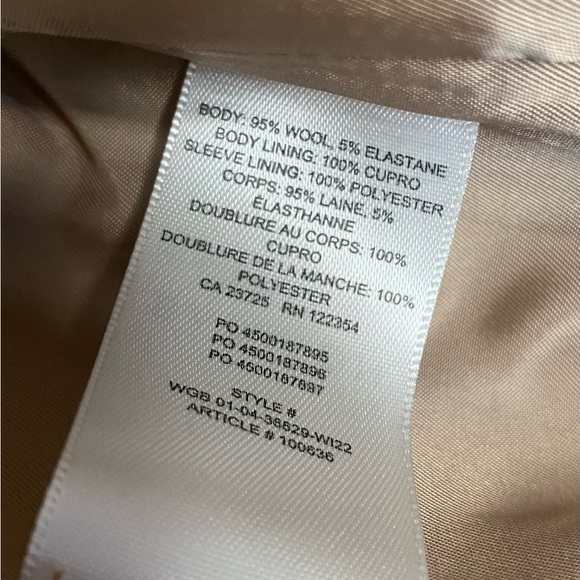 BODY: 95% WOOL, 5% ELASTANE
BODY LINING: 100% CUPRO
SLEEVE LINING: 100% POLYESTER
CORPS: 95% LAINE, 5%
ÉLASTHANNE
DOUBLURE AU CORPS: 100%
CUPRO
DOUBLURE DE LA MANCHE: 100%
POLYESTER
CA 23725 RN 122354
PO 4500187895
PO 4500187896
PO 4500187897
STYLE #
WGB 01-04-36629-WI22
ARTICLE # 100636